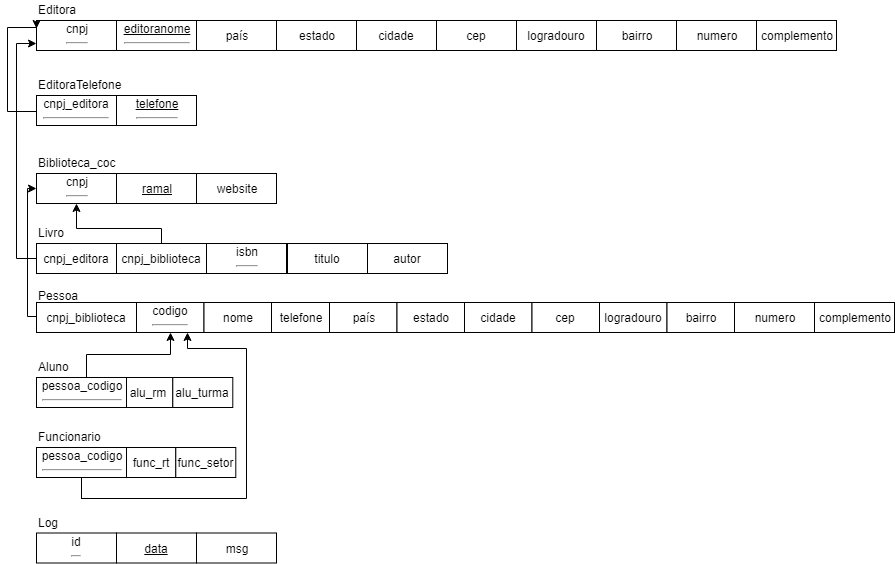 Editora
cnpj editoranome país estado cidade cep logradouro bairro numero complemento
EditoraTelefone
cnpj_editora telefone
Biblioteca_coc
cnpj ramal website
Livro
cnpj_editora cnpj_biblioteca isbn titulo autor
Pessoa
cnpj_biblioteca codigo nome telefone país estado cidade cep logradouro bairro numero complemento
Aluno
pessoa_codigo alu_rm alu_turma
Funcionario
pessoa_codigo func_rt func_setor
Log
id data msg